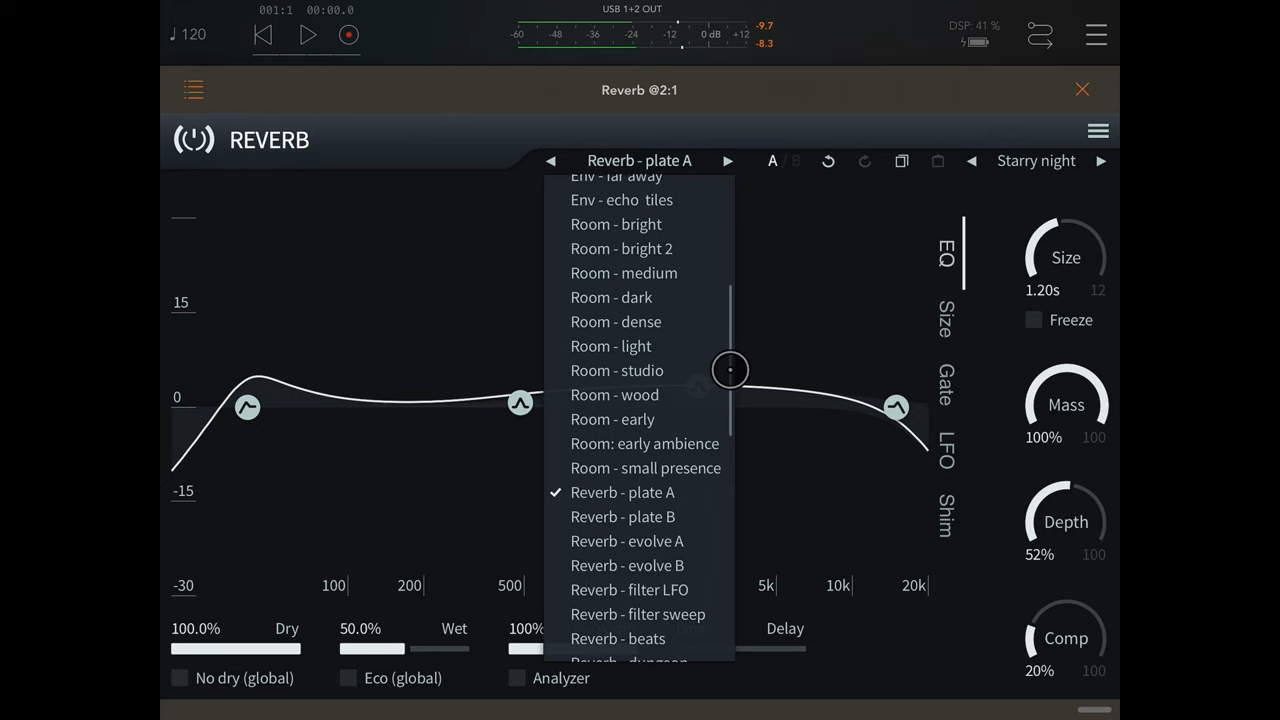 001:1 00:00.0
USB 1+2 OUT
120
-60 -48 -36 -24 -12 0 dB +12
-9.7
-8.3
DSP: 41 %
Reverb @2:1
REVERB
Reverb - plate A
A / B
Starry night
Env - far away
Env - echo tiles
Room - bright
Room - bright 2
Room - medium
Room - dark
Room - dense
Room - light
Room - studio
Room - wood
Room - early
Room: early ambience
Room - small presence
Reverb - plate A
Reverb - plate B
Reverb - evolve A
Reverb - evolve B
Reverb - filter LFO
Reverb - filter sweep
Reverb - beats
Reverb - dungeon
15
0
-15
-30
100 200 500 5k 10k 20k
EQ
Size
Gate
LFO
Shim
Size
1.20s 12
Freeze
Mass
100% 100
Depth
52% 100
Comp
20% 100
100.0% Dry
50.0% Wet
100%
Delay
No dry (global)
Eco (global)
Analyzer